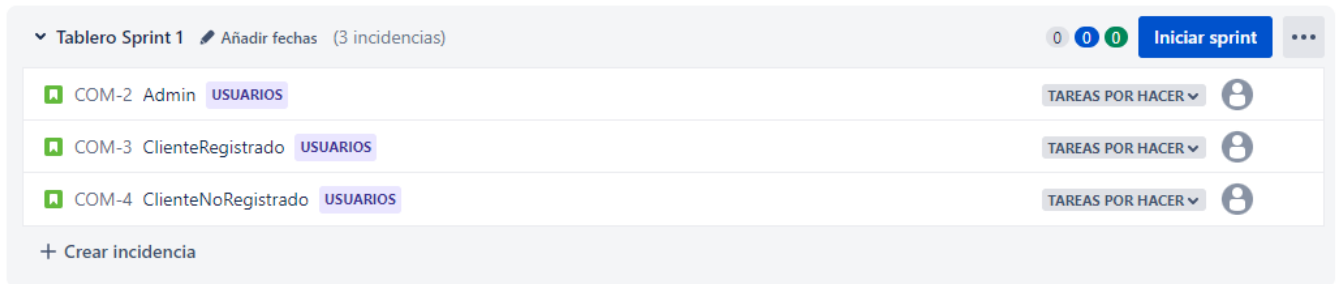 Tablero Sprint 1 Añadir fechas (3 incidencias) 0 0 0 Iniciar sprint
COM-2 Admin USUARIOS TAREAS POR HACER
COM-3 ClienteRegistrado USUARIOS TAREAS POR HACER
COM-4 ClienteNoRegistrado USUARIOS TAREAS POR HACER
+ Crear incidencia